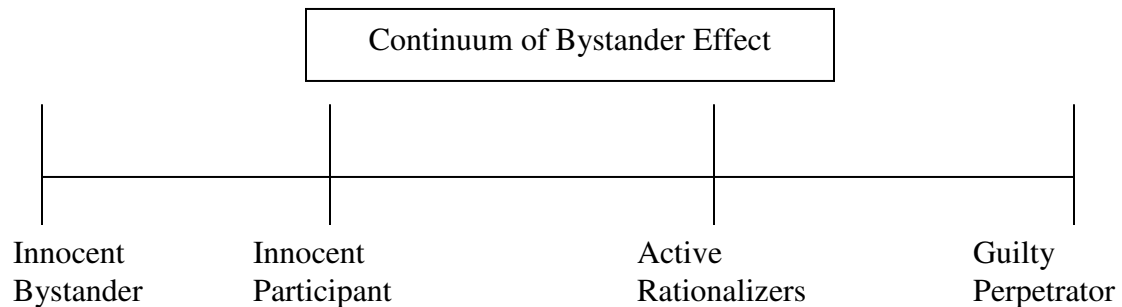 Continuum of Bystander Effect
Innocent Bystander
Innocent Participant
Active Rationalizers
Guilty Perpetrator